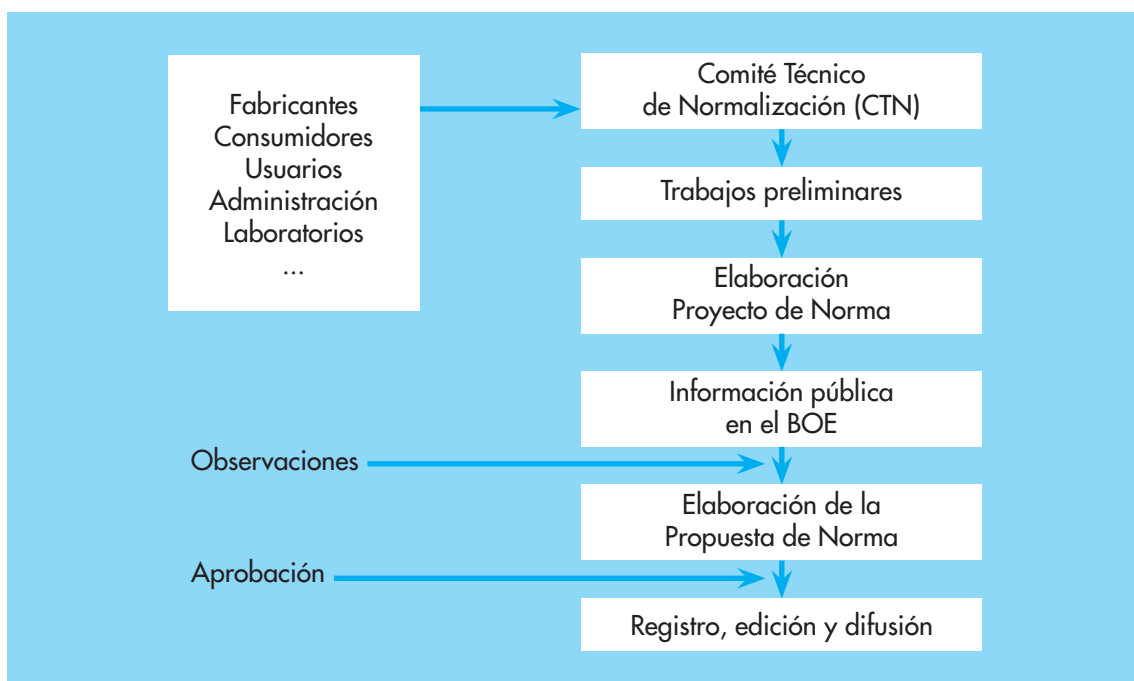 Fabricantes
Consumidores
Usuarios
Administración
Laboratorios
...
Comité Técnico
de Normalización (CTN)
Trabajos preliminares
Elaboración
Proyecto de Norma
Información pública
en el BOE
Observaciones
Elaboración de la
Propuesta de Norma
Aprobación
Registro, edición y difusión